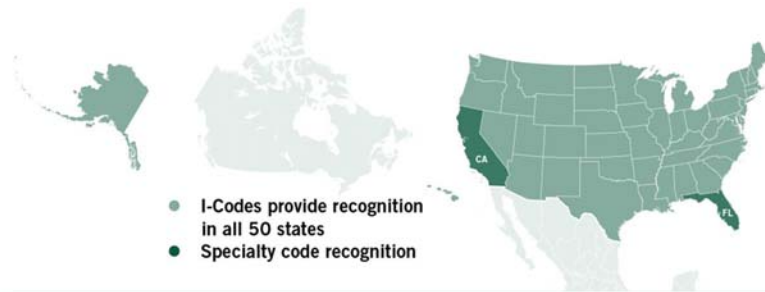 CA
FL
I-Codes provide recognition
in all 50 states
Specialty code recognition